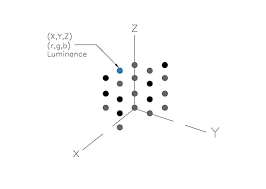 (X,Y,Z)
(r,g,b)
Luminance
Z
Y
X